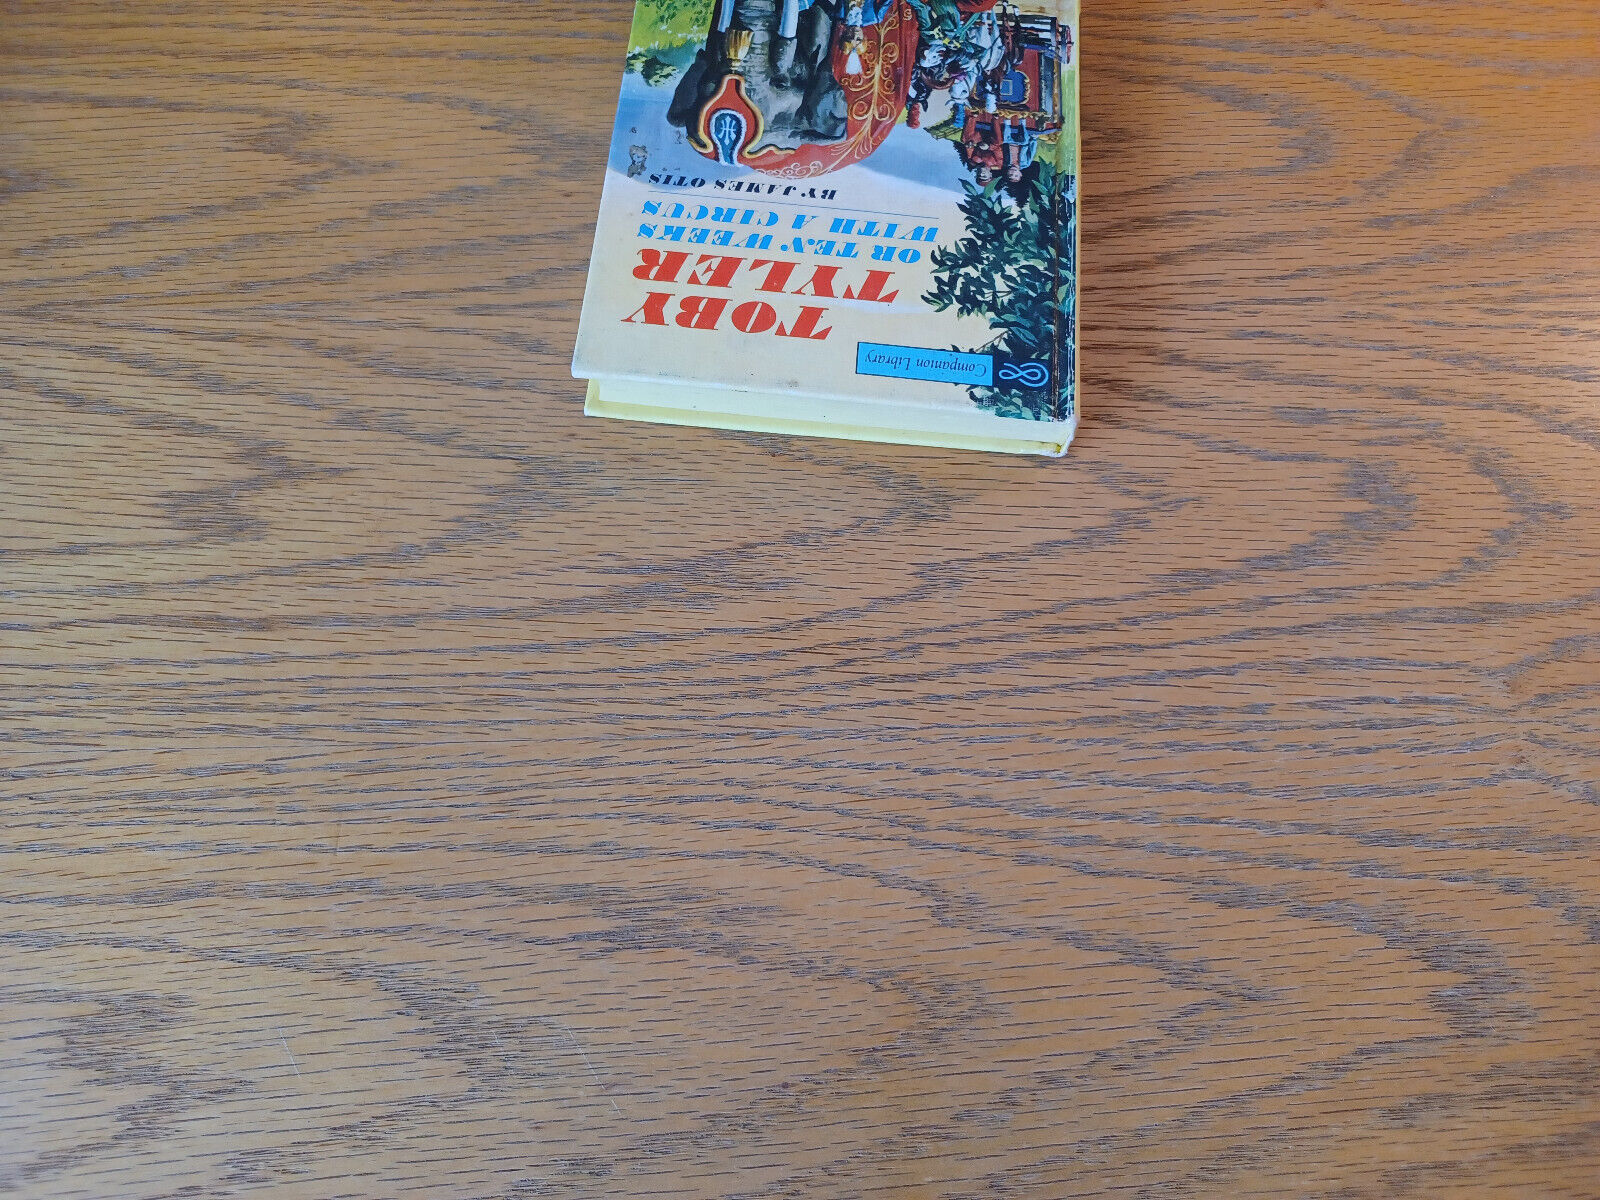 Companion Library
TOBY
TYLER
OR TEN WEEKS
WITH A CIRCUS
BY JAMES OTIS